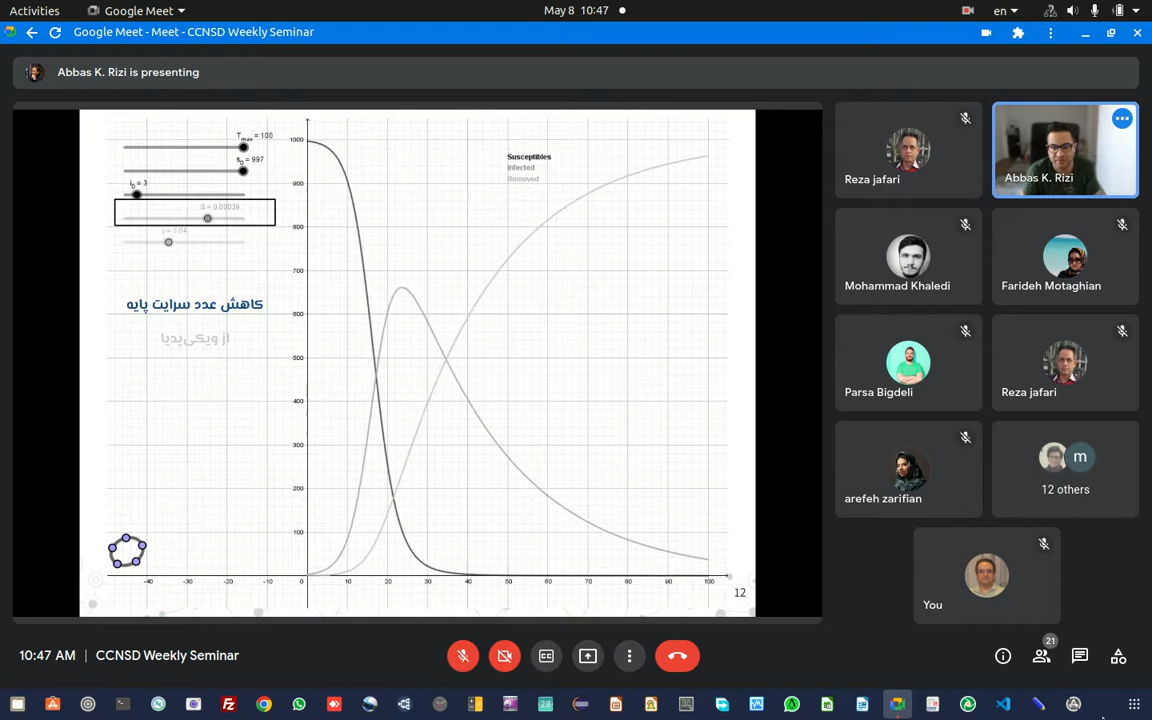 Activities
Google Meet
May 8 10:47
en
Google Meet - Meet - CCNSD Weekly Seminar
Abbas K. Rizi is presenting
Tmax = 100
s0 = 997
i0 = 3
= 0.00039
γ = 0.04
کاهش عدد سرایت پایه
از ویکی‌پدیا
Susceptibles
Infected
Removed
1000
900
800
700
600
500
400
300
200
100
-40
-30
-20
-10
0
10
20
30
40
50
60
70
80
90
100
12
Reza jafari
Abbas K. Rizi
Mohammad Khaledi
Farideh Motaghian
Parsa Bigdeli
Reza jafari
arefeh zarifian
m
12 others
You
10:47 AM | CCNSD Weekly Seminar
21